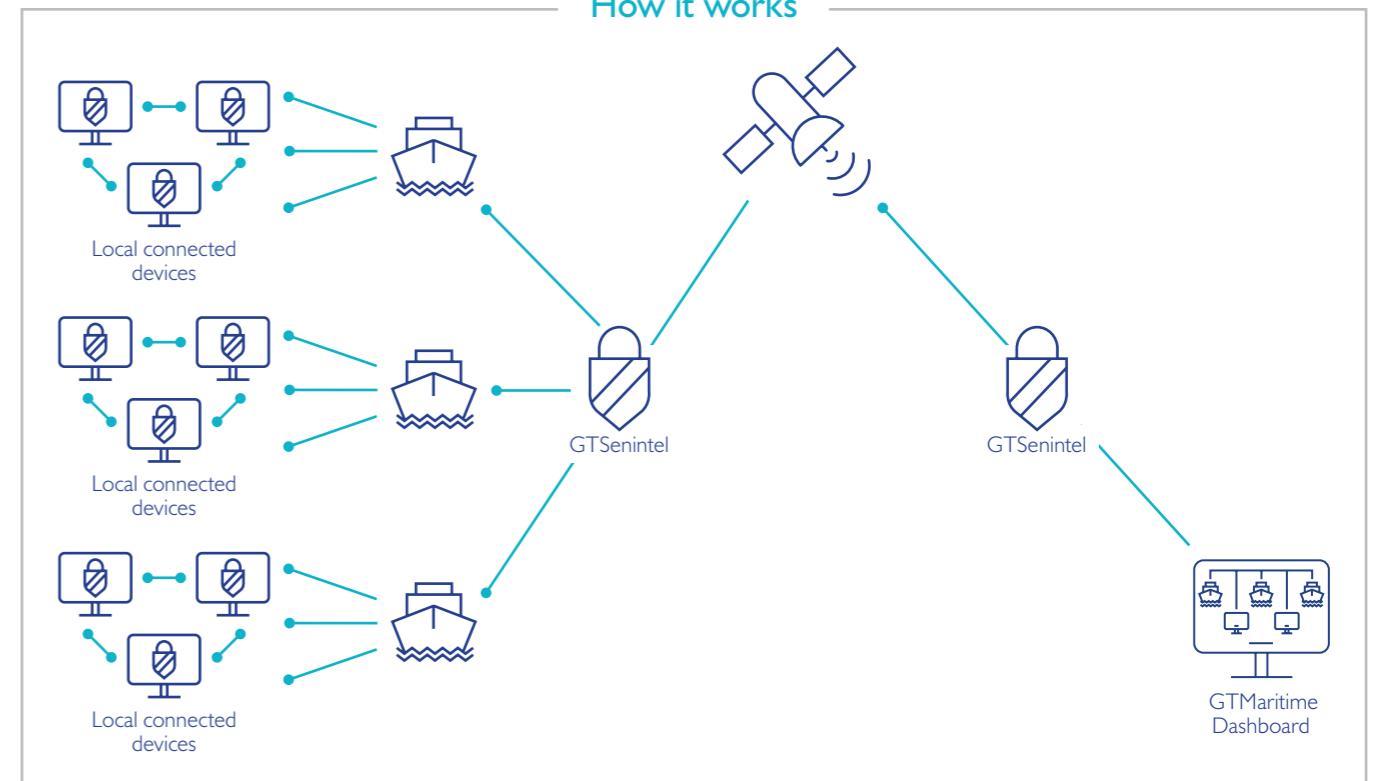 How it works
Local connected
devices
Local connected
devices
GTSenintel
GTSenintel
Local connected
devices
GTMaritime
Dashboard